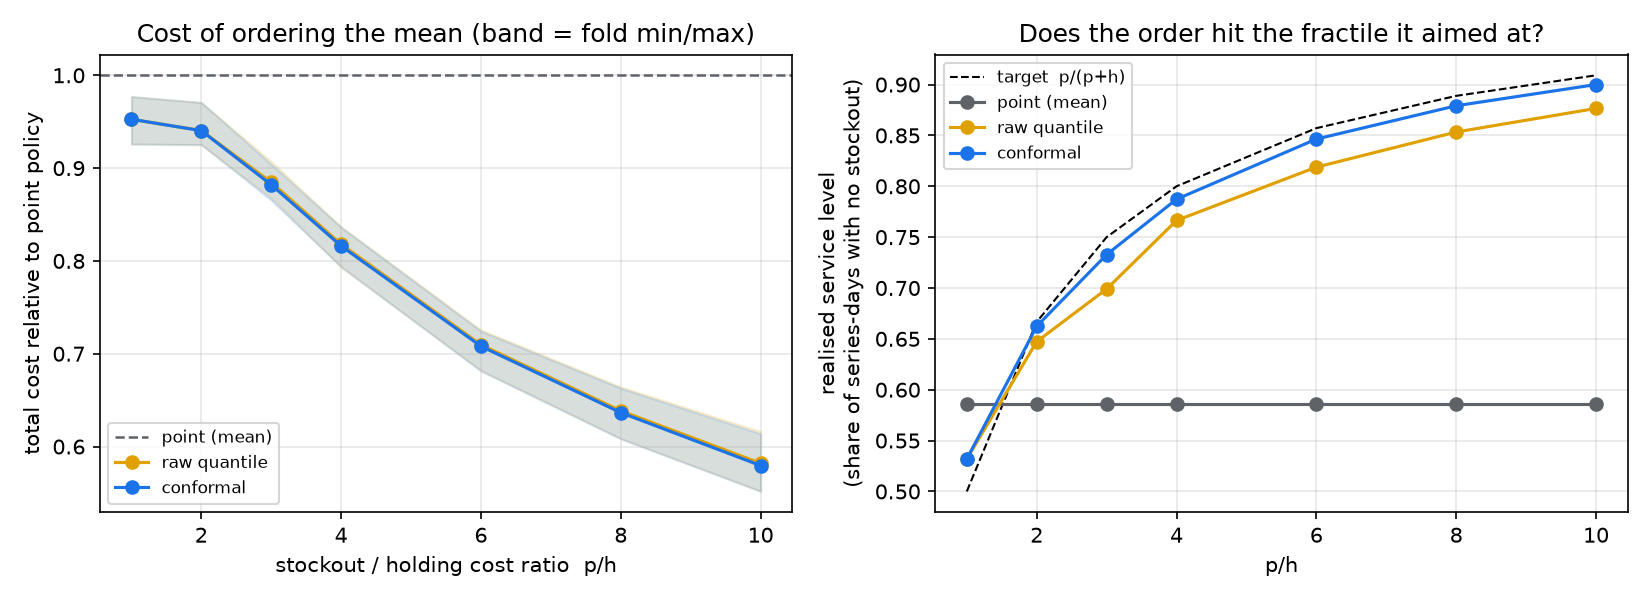 Cost of ordering the mean (band = fold min/max)
total cost relative to point policy
1.0
0.9
0.8
0.7
0.6
point (mean)
raw quantile
conformal
2
4
6
8
10
stockout / holding cost ratio  p/h
Does the order hit the fractile it aimed at?
realised service level
(share of series-days with no stockout)
0.90
0.85
0.80
0.75
0.70
0.65
0.60
0.55
0.50
target  p/(p+h)
point (mean)
raw quantile
conformal
2
4
6
8
10
p/h